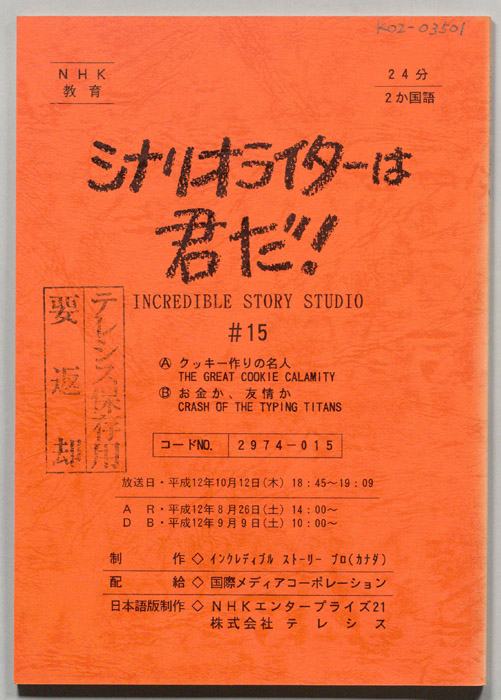 K02-03501
NHK
教育
24分
2か国語
シナリオライターは
君だ!
INCREDIBLE STORY STUDIO
#15
Ⓐ クッキー作りの名人
THE GREAT COOKIE CALAMITY
Ⓑ お金か、友情か
CRASH OF THE TYPING TITANS
テレシス保存用
要返却
コードNO. 2974-015
放送日・平成12年10月12日(木) 18:45~19:09
A R・平成12年8月26日(土) 14:00~
D B・平成12年9月9日(土) 10:00~
制作◇インクレディブル ストーリー プロ(カナダ)
配給◇国際メディアコーポレーション
日本語版制作◇NHKエンタープライズ21
株式会社テレシス